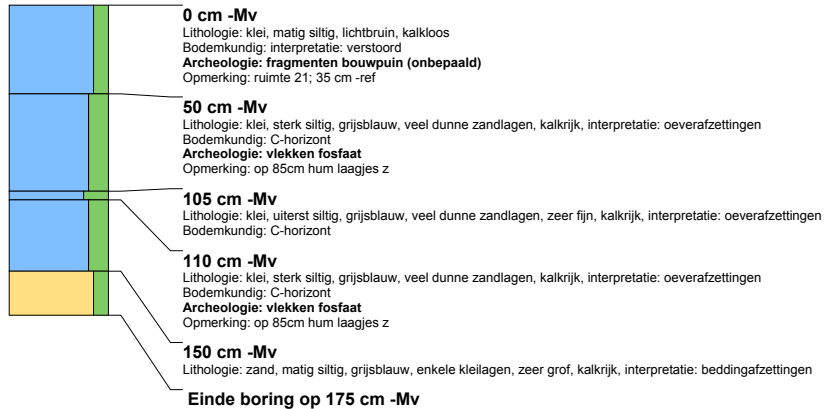 0 cm -Mv
Lithologie: klei, matig siltig, lichtbruin, kalkloos
Bodemkundig: interpretatie: verstoord
Archeologie: fragmenten bouwpuin (onbepaald)
Opmerking: ruimte 21; 35 cm -ref
50 cm -Mv
Lithologie: klei, sterk siltig, grijsblauw, veel dunne zandlagen, kalkrijk, interpretatie: oeverafzettingen
Bodemkundig: C-horizont
Archeologie: vlekken fosfaat
Opmerking: op 85cm hum laagjes z
105 cm -Mv
Lithologie: klei, uiterst siltig, grijsblauw, veel dunne zandlagen, zeer fijn, kalkrijk, interpretatie: oeverafzettingen
Bodemkundig: C-horizont
110 cm -Mv
Lithologie: klei, sterk siltig, grijsblauw, veel dunne zandlagen, kalkrijk, interpretatie: oeverafzettingen
Bodemkundig: C-horizont
Archeologie: vlekken fosfaat
Opmerking: op 85cm hum laagjes z
150 cm -Mv
Lithologie: zand, matig siltig, grijsblauw, enkele kleilagen, zeer grof, kalkrijk, interpretatie: beddingafzettingen
Einde boring op 175 cm -Mv